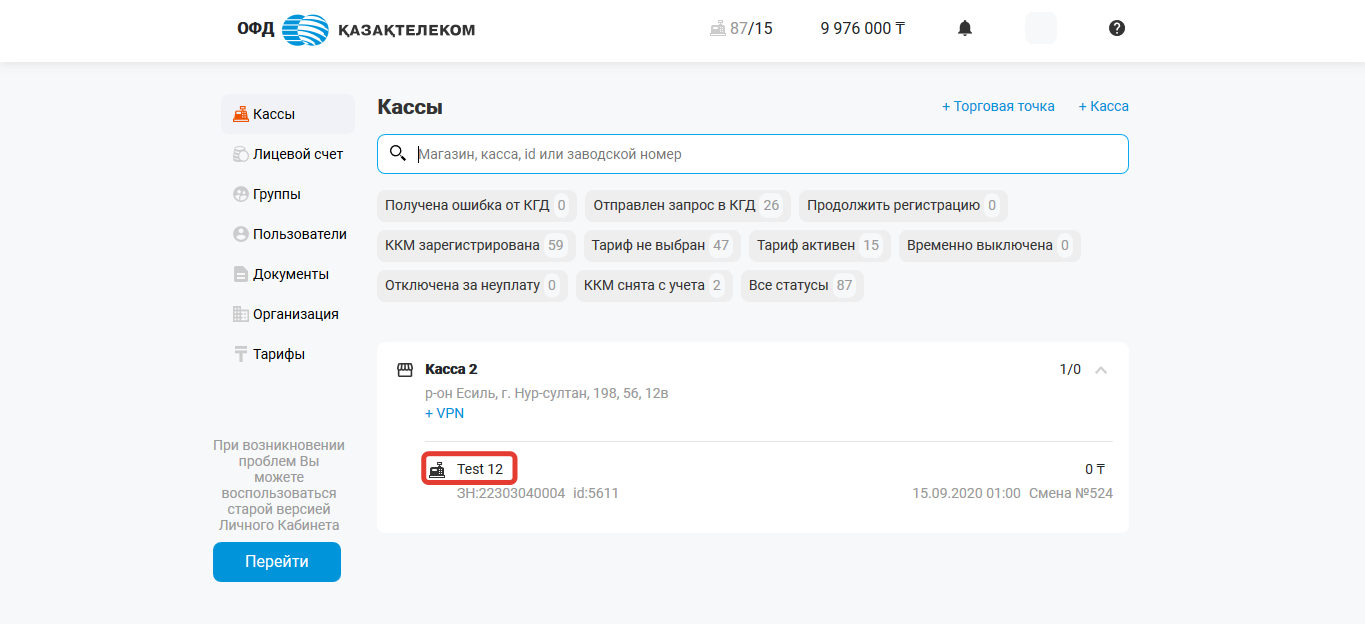 ОФД ҚАЗАҚТЕЛЕКОМ
87/15
9 976 000 ₸
Кассы
Лицевой счет
Группы
Пользователи
Документы
Организация
Тарифы
При возникновении
проблем Вы
можете
воспользоваться
старой версией
Личного Кабинета
Перейти
Кассы
+ Торговая точка
+ Касса
Магазин, касса, id или заводской номер
Получена ошибка от КГД 0
Отправлен запрос в КГД 26
Продолжить регистрацию 0
ККМ зарегистрирована 59
Тариф не выбран 47
Тариф активен 15
Временно выключена 0
Отключена за неуплату 0
ККМ снята с учета 2
Все статусы 87
Касса 2
1/0
р-он Есиль, г. Нур-султан, 198, 56, 12в
+ VPN
Test 12
0 ₸
ЗН:22303040004 id:5611
15.09.2020 01:00 Смена №524